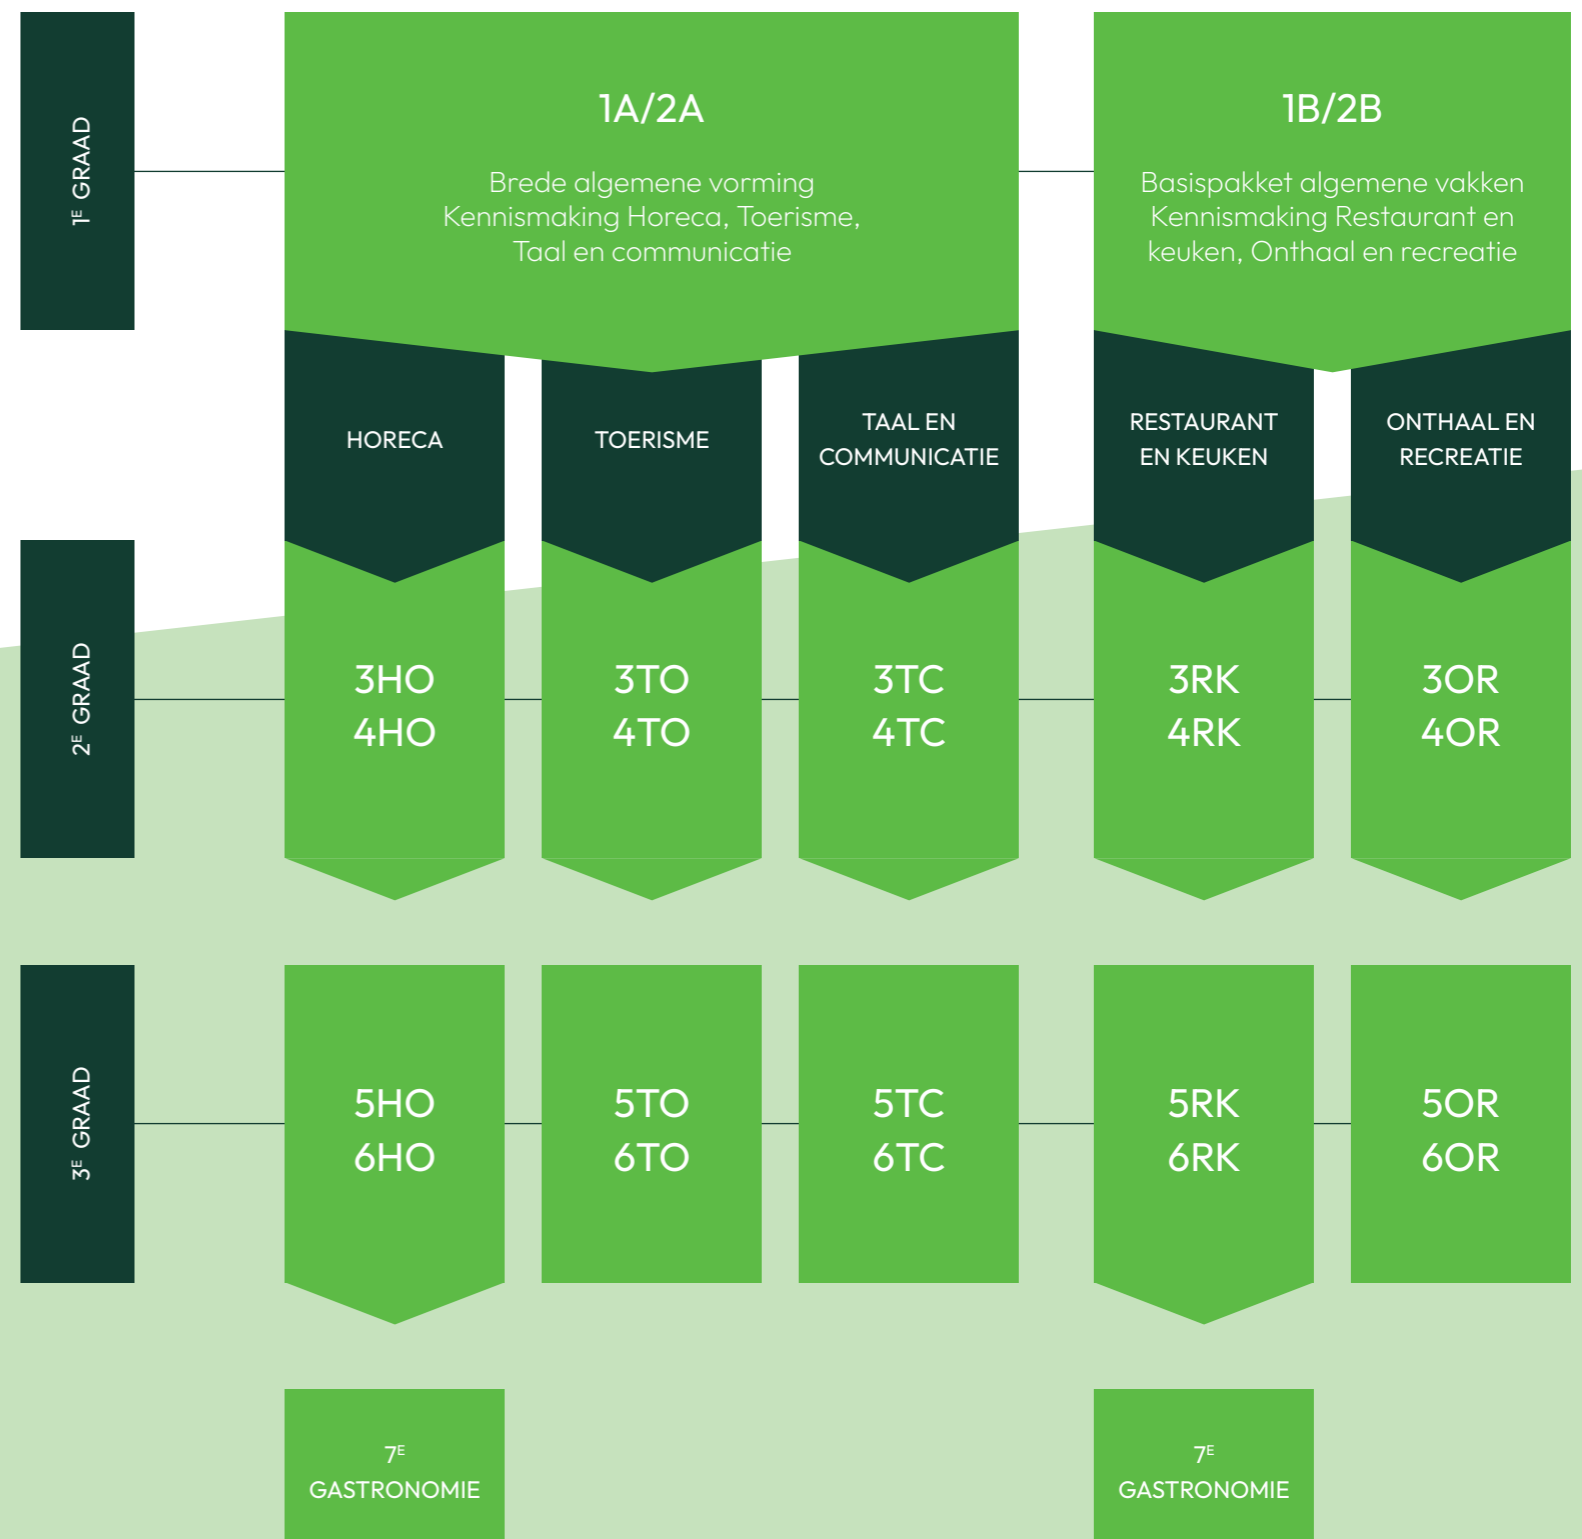 1E GRAAD
1A/2A
Brede algemene vorming
Kennismaking Horeca, Toerisme,
Taal en communicatie
1B/2B
Basispakket algemene vakken
Kennismaking Restaurant en
keuken, Onthaal en recreatie
HORECA
TOERISME
TAAL EN
COMMUNICATIE
RESTAURANT
EN KEUKEN
ONTHAAL EN
RECREATIE
2E GRAAD
3HO
4HO
3TO
4TO
3TC
4TC
3RK
4RK
3OR
4OR
3E GRAAD
5HO
6HO
5TO
6TO
5TC
6TC
5RK
6RK
5OR
6OR
7E
GASTRONOMIE
7E
GASTRONOMIE